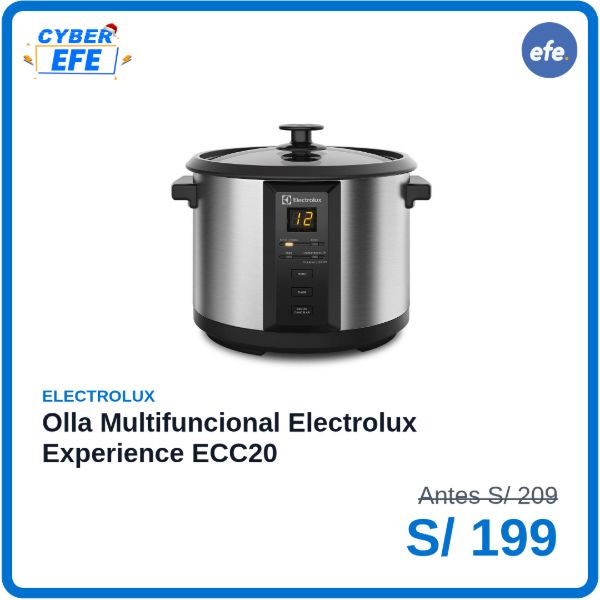 CYBER
EFE
efe.
Electrolux
12
ELECTROLUX
Olla Multifuncional Electrolux
Experience ECC20
Antes S/ 209
S/ 199